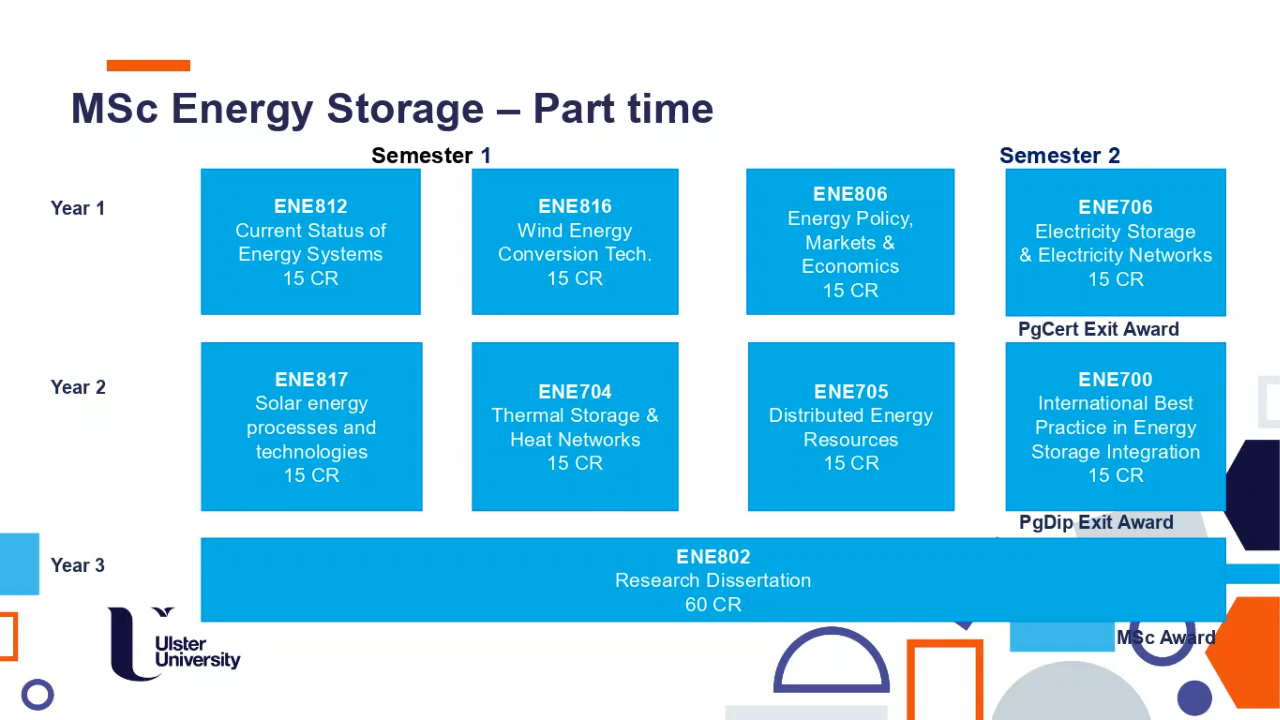 MSc Energy Storage – Part time
Semester 1
Semester 2
Year 1
ENE812
Current Status of
Energy Systems
15 CR
ENE816
Wind Energy
Conversion Tech.
15 CR
ENE806
Energy Policy,
Markets &
Economics
15 CR
ENE706
Electricity Storage
& Electricity Networks
15 CR
PgCert Exit Award
Year 2
ENE817
Solar energy
processes and
technologies
15 CR
ENE704
Thermal Storage &
Heat Networks
15 CR
ENE705
Distributed Energy
Resources
15 CR
ENE700
International Best
Practice in Energy
Storage Integration
15 CR
PgDip Exit Award
Year 3
ENE802
Research Dissertation
60 CR
MSc Award
Ulster
University